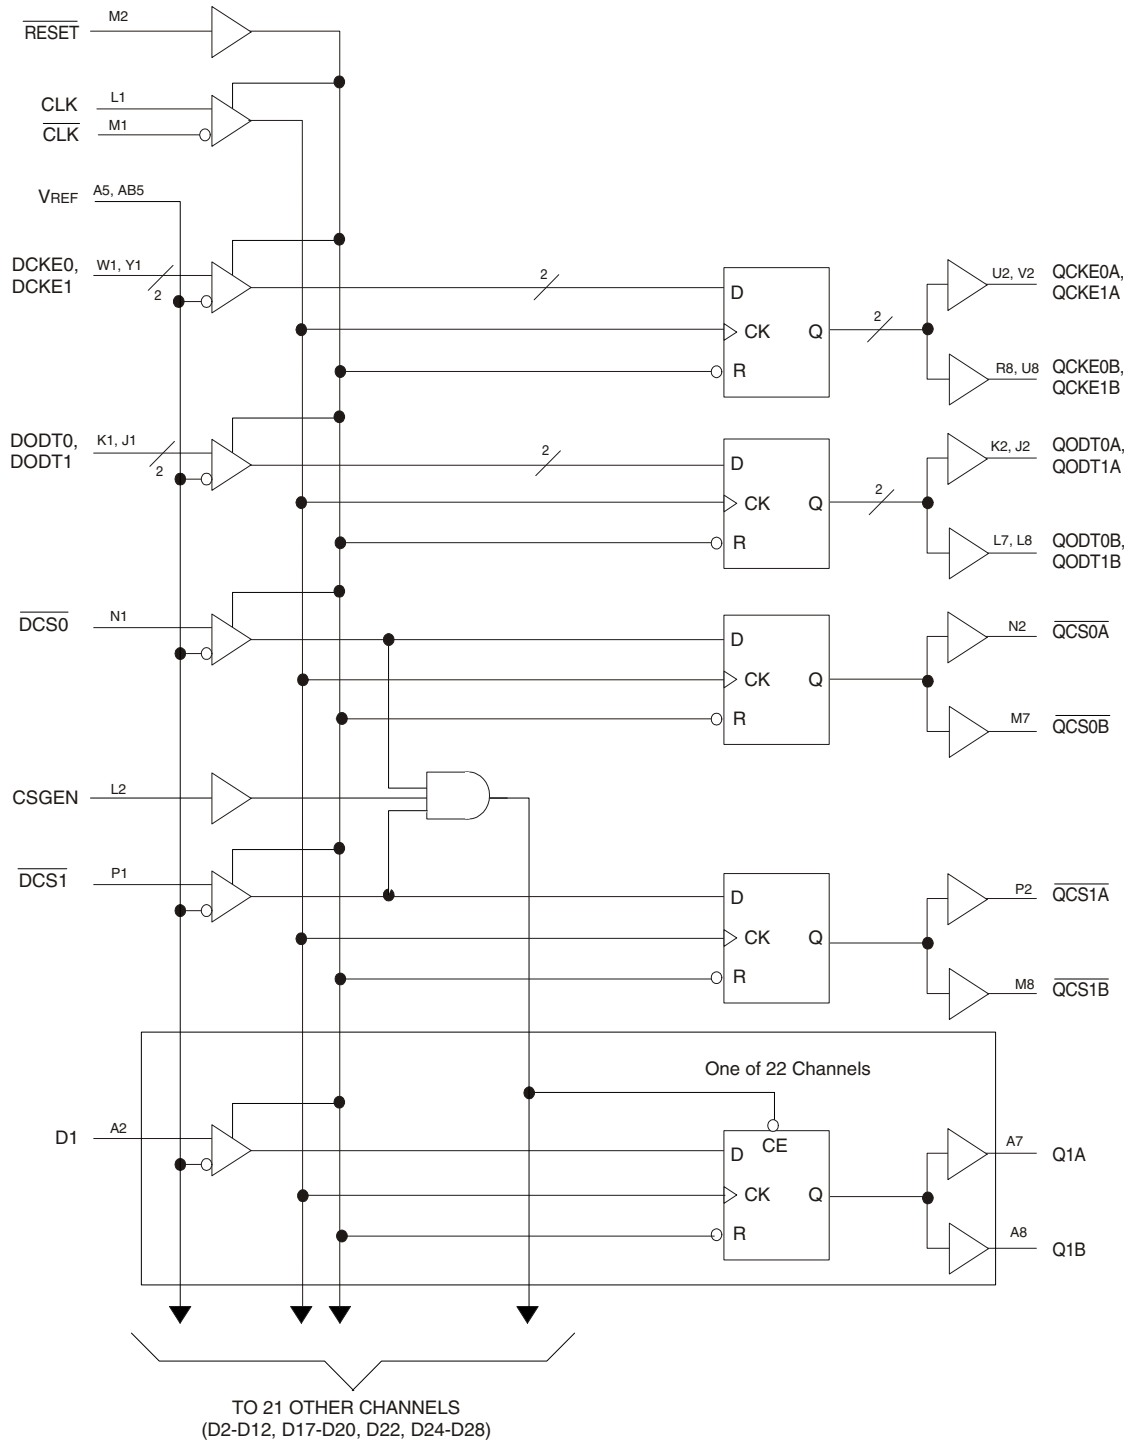 RESET
M2
CLK
L1
CLK
M1
VREF
A5, AB5
DCKE0,
DCKE1
W1, Y1
2
2
D
CK
Q
R
2
U2, V2
QCKE0A,
QCKE1A
R8, U8
QCKE0B,
QCKE1B
DODT0,
DODT1
K1, J1
2
2
D
CK
Q
R
2
K2, J2
QODT0A,
QODT1A
L7, L8
QODT0B,
QODT1B
DCS0
N1
D
CK
Q
R
N2
QCS0A
M7
QCS0B
CSGEN
L2
DCS1
P1
D
CK
Q
R
P2
QCS1A
M8
QCS1B
One of 22 Channels
D1
A2
CE
D
CK
Q
R
A7
Q1A
A8
Q1B
TO 21 OTHER CHANNELS
(D2-D12, D17-D20, D22, D24-D28)